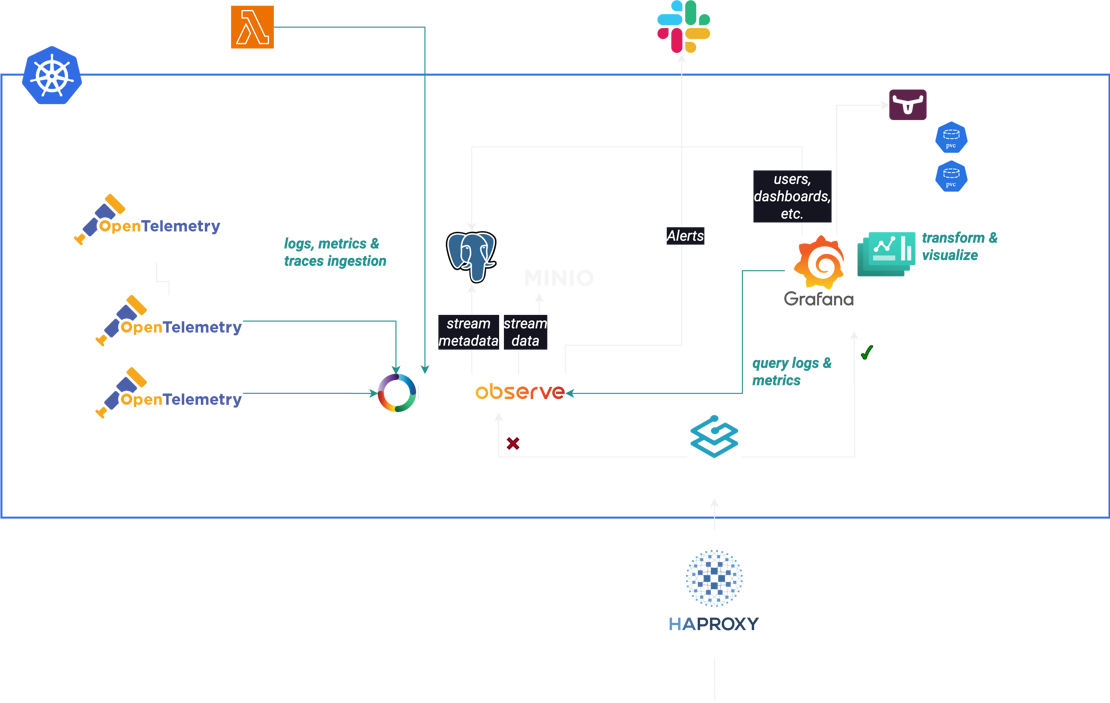 users,
dashboards,
etc.
OpenTelemetry
logs, metrics &
traces ingestion
Alerts
transform &
visualize
MINIO
Grafana
stream
metadata
stream
data
OpenTelemetry
query logs &
metrics
observe
OpenTelemetry
HAPROXY
pvc
pvc